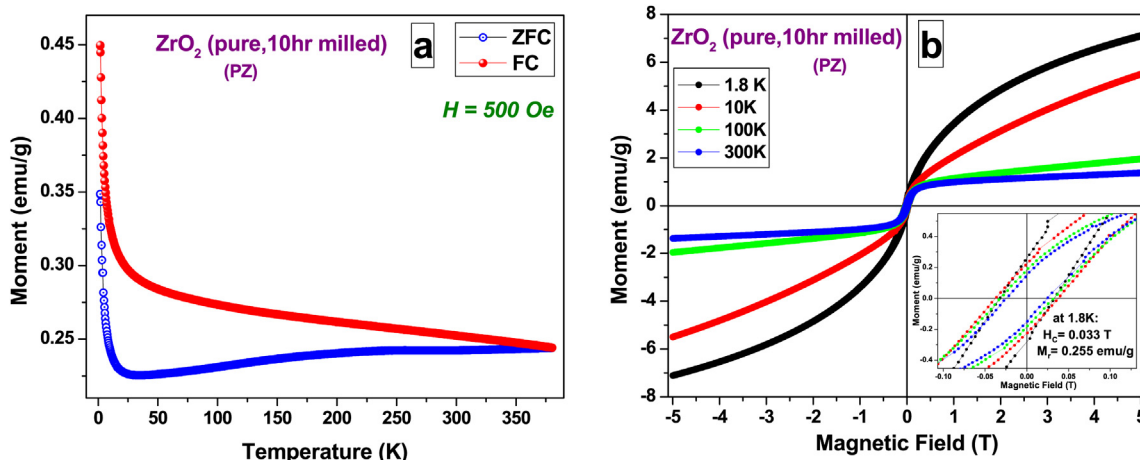 ZrO2 (pure,10hr milled)
(PZ)
a
ZFC
FC
H = 500 Oe
Moment (emu/g)
0.45
0.40
0.35
0.30
0.25
0 50 100 150 200 250 300 350
Temperature (K)
ZrO2 (pure,10hr milled)
(PZ)
b
1.8 K
10K
100K
300K
Moment (emu/g)
8
6
4
2
0
-2
-4
-6
-8
-5 -4 -3 -2 -1 0 1 2 3 4 5
Magnetic Field (T)
Moment (emu/g)
0.4
0.2
0.0
-0.2
-0.4
at 1.8K:
HC= 0.033 T
Mr= 0.255 emu/g
-0.10 -0.05 0.00 0.05 0.10
Magnetic Field (T)